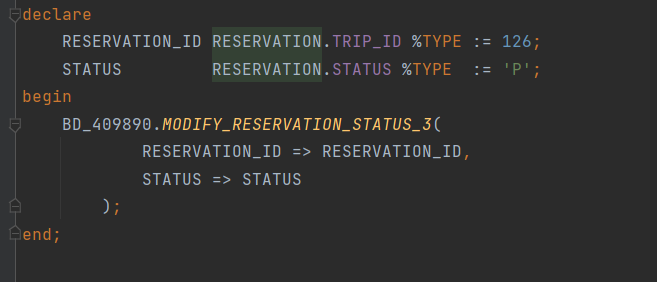 declare
    RESERVATION_ID RESERVATION.TRIP_ID %TYPE := 126;
    STATUS         RESERVATION.STATUS %TYPE  := 'P';
begin
    BD_409890.MODIFY_RESERVATION_STATUS_3(
            RESERVATION_ID => RESERVATION_ID,
            STATUS => STATUS
        );
end;